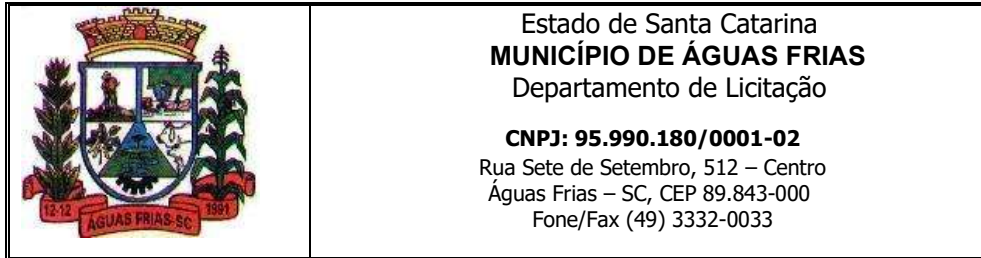 Estado de Santa Catarina
MUNICÍPIO DE ÁGUAS FRIAS
Departamento de Licitação
CNPJ: 95.990.180/0001-02
Rua Sete de Setembro, 512 – Centro
Águas Frias – SC, CEP 89.843-000
Fone/Fax (49) 3332-0033
12-12
ÁGUAS FRIAS-SC
1991